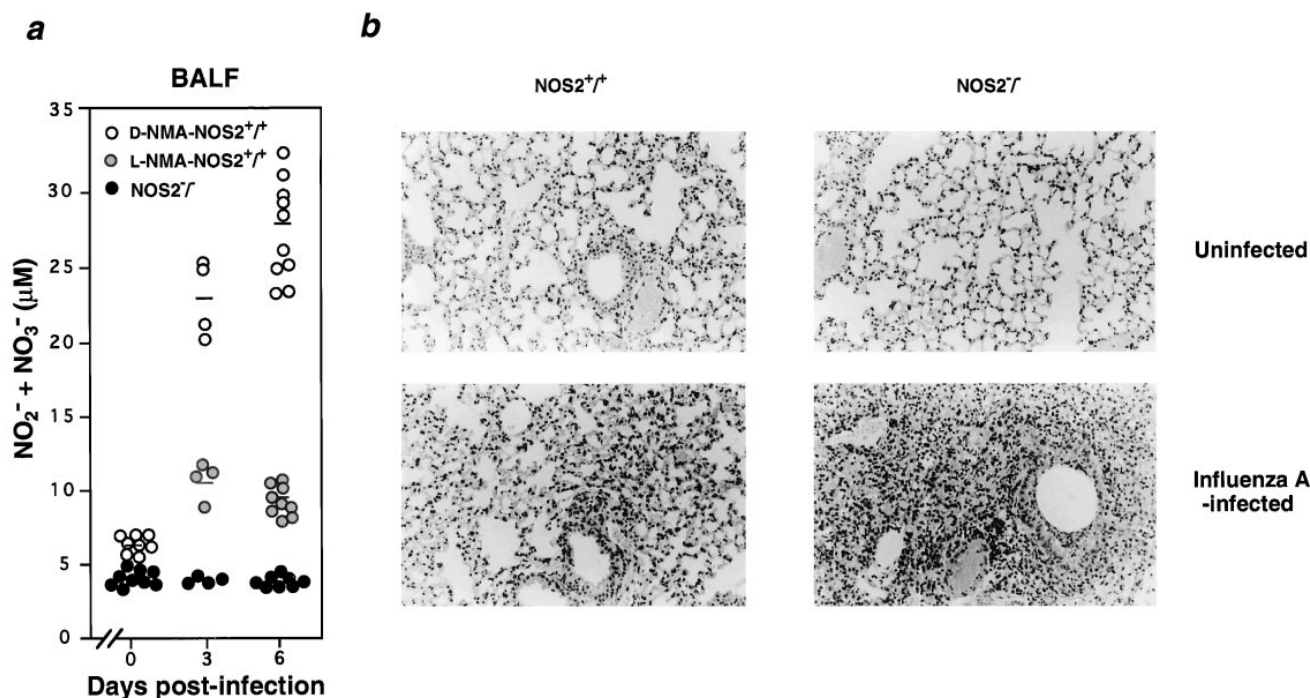 a
BALF
35
30
25
20
15
10
5
0
NO₂⁻ + NO₃⁻ (μM)
D-NMA-NOS2⁺/⁺
L-NMA-NOS2⁺/⁺
NOS2⁻/⁻
0 3 6
Days post-infection
b
NOS2⁺/⁺ NOS2⁻/⁻
Uninfected
Influenza A
-infected